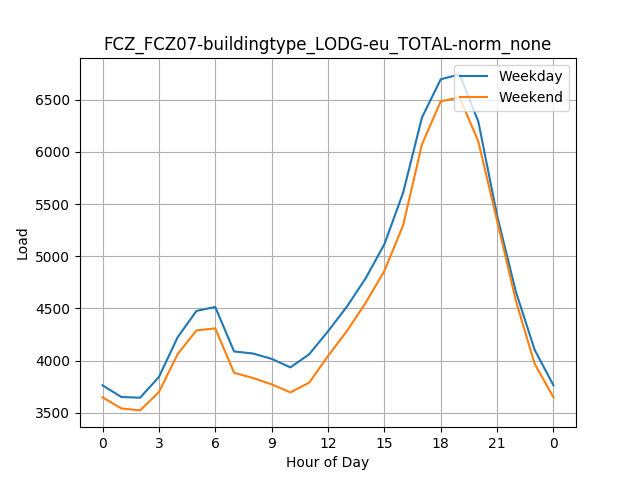 FCZ_FCZ07-buildingtype_LODG-eu_TOTAL-norm_none
Weekday
Weekend
6500
6000
5500
5000
4500
4000
3500
Load
0 3 6 9 12 15 18 21 0
Hour of Day